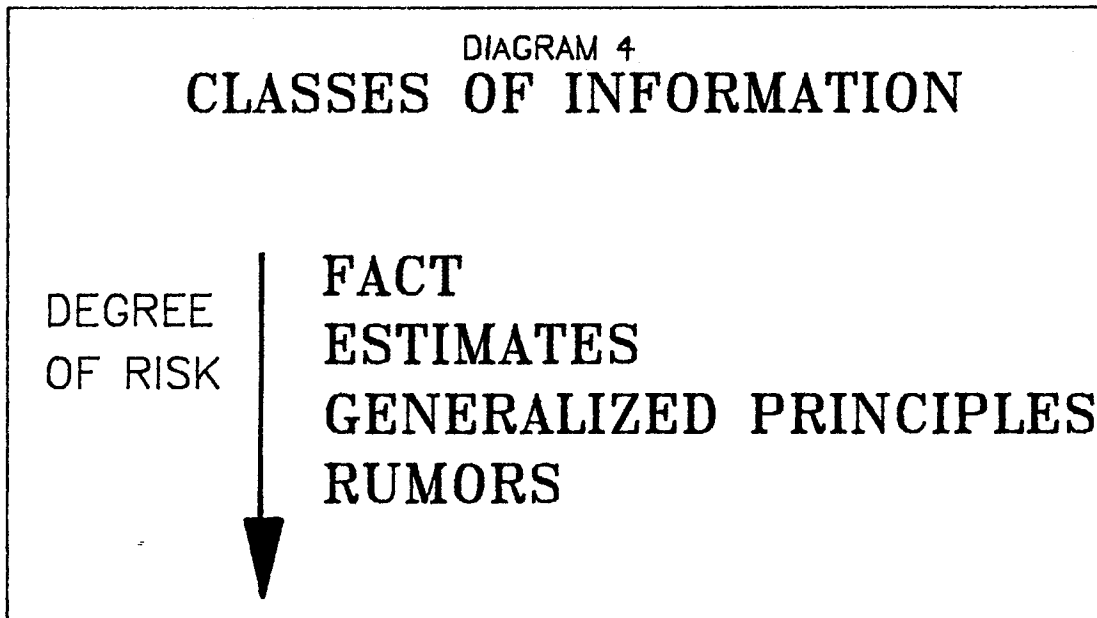 DIAGRAM 4
CLASSES OF INFORMATION
DEGREE
OF RISK
FACT
ESTIMATES
GENERALIZED PRINCIPLES
RUMORS